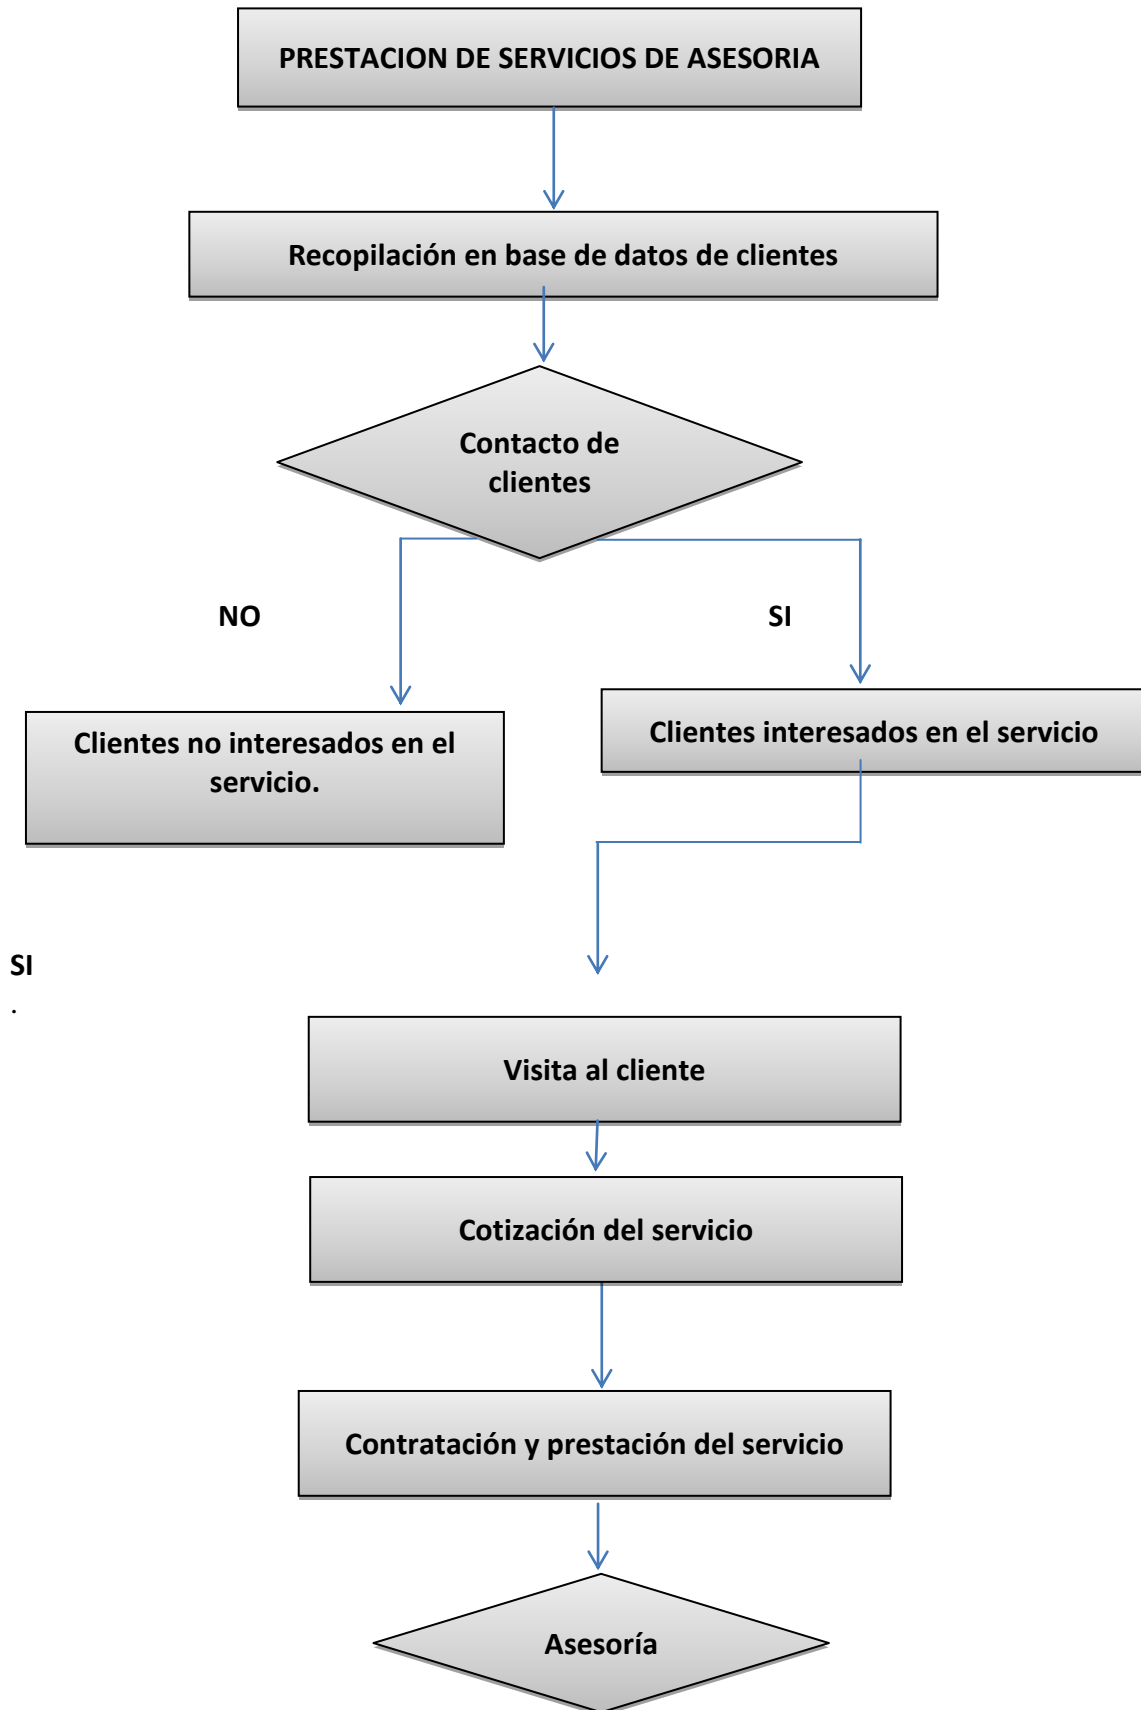 PRESTACION DE SERVICIOS DE ASESORIA
Recopilación en base de datos de clientes
Contacto de
clientes
NO
SI
Clientes no interesados en el
servicio.
Clientes interesados en el servicio
SI
.
Visita al cliente
Cotización del servicio
Contratación y prestación del servicio
Asesoría